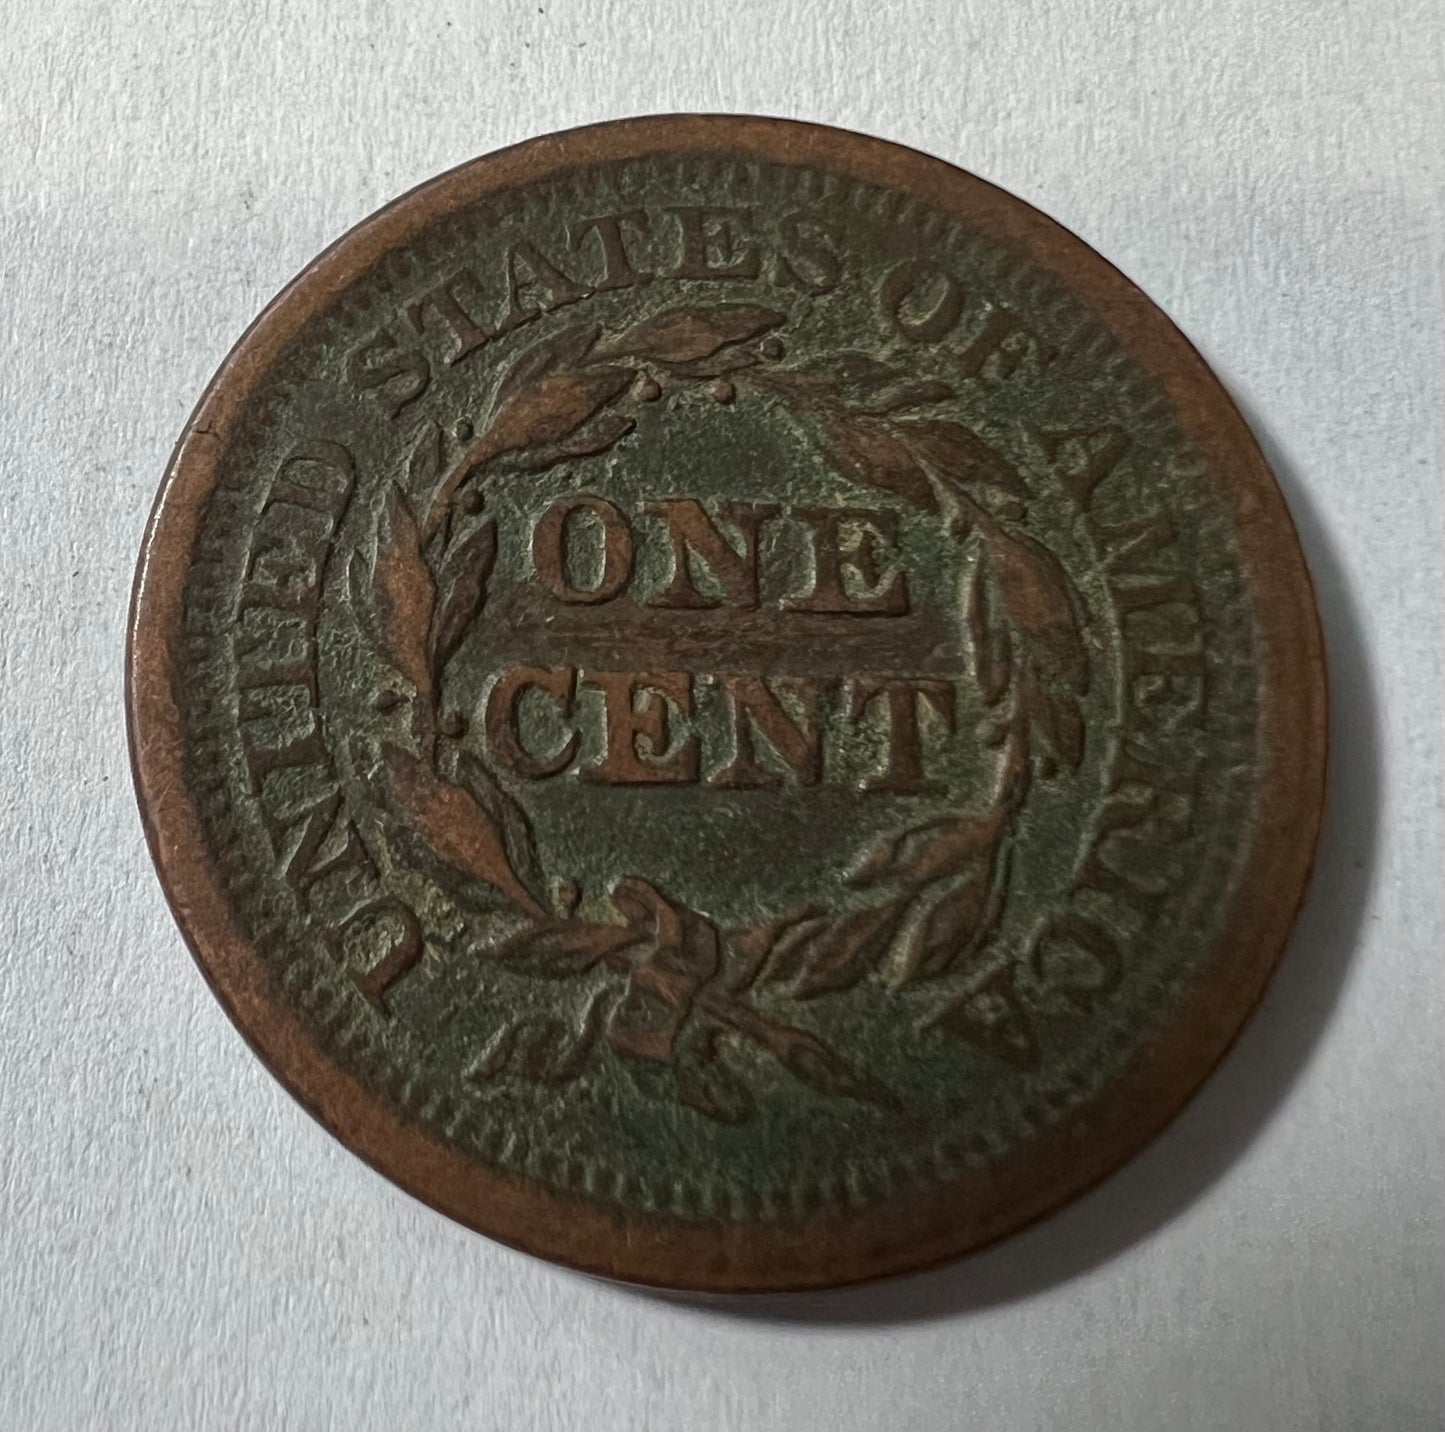 UNITED STATES OF AMERICA
ONE
CENT